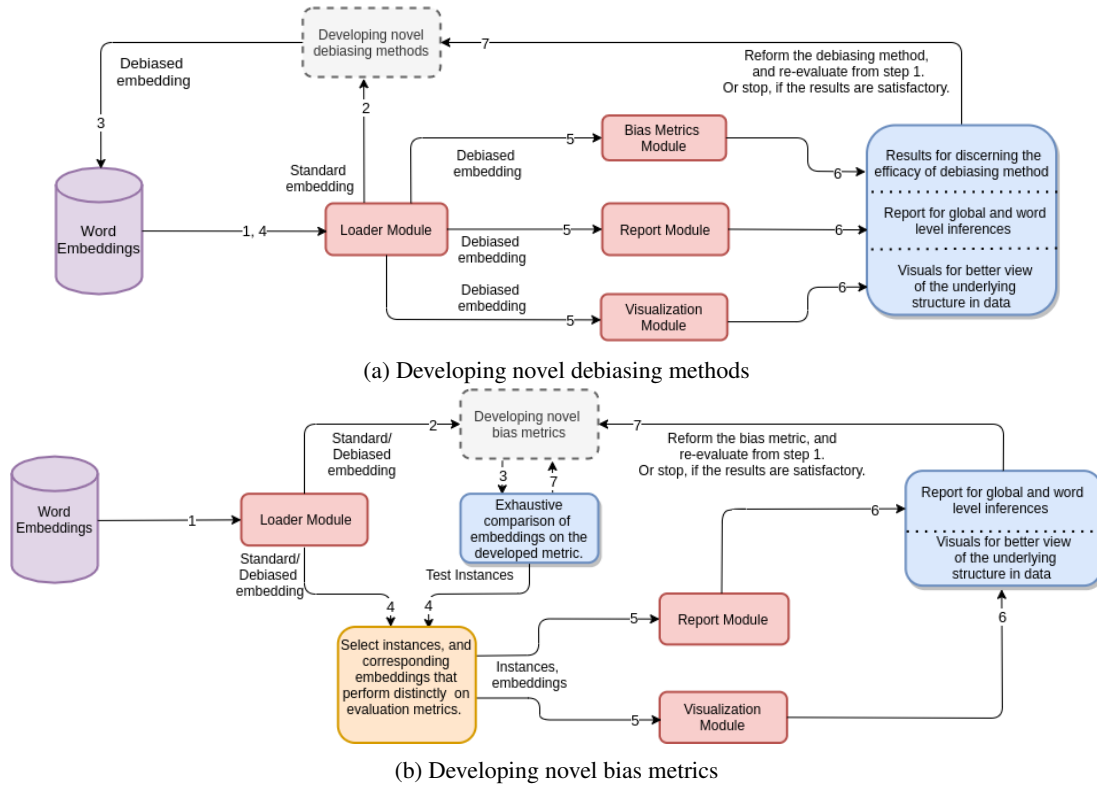 Developing novel
debiasing methods
7
Debiased
embedding
Reform the debiasing method,
and re-evaluate from step 1.
Or stop, if the results are satisfactory.
3
2
Standard
embedding
5
Debiased
embedding
Bias Metrics
Module
6
Results for discerning the
efficacy of debiasing method
Word
Embeddings
1, 4
Loader Module
Debiased
embedding
5
Report Module
6
Report for global and word
level inferences
Debiased
embedding
5
Visualization
Module
6
Visuals for better view
of the underlying
structure in data
(a) Developing novel debiasing methods
Developing novel
bias metrics
2
7
Standard/
Debiased
embedding
Reform the bias metric, and
re-evaluate from step 1.
Or stop, if the results are satisfactory.
3
7
Word
Embeddings
1
Loader Module
Exhaustive
comparison of
embeddings on the
developed metric.
6
Report for global and word
level inferences
Visuals for better view
of the underlying
structure in data
Standard/
Debiased
embedding
Test Instances
4
4
Select instances, and
corresponding
embeddings that
perform distinctly on
evaluation metrics.
5
Report Module
Instances,
embeddings
5
Visualization
Module
6
(b) Developing novel bias metrics